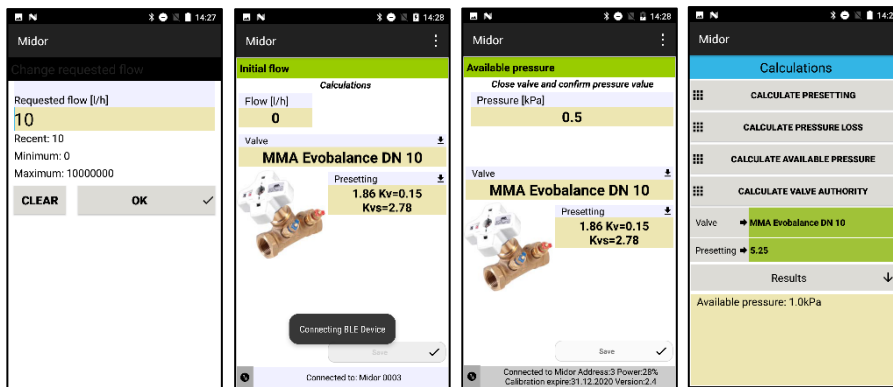 14:27
Midor
Change requested flow
Requested flow [l/h]
10
Recent: 10
Minimum: 0
Maximum: 10000000
CLEAR
OK
14:28
Midor
Initial flow
Calculations
Flow [l/h]
0
Valve
MMA Evobalance DN 10
Presetting
1.86 Kv=0.15
Kvs=2.78
Connecting BLE Device
Save
Connected to: Midor 0003
14:28
Midor
Available pressure
Close valve and confirm pressure value
Pressure [kPa]
0.5
Valve
MMA Evobalance DN 10
Presetting
1.86 Kv=0.15
Kvs=2.78
Save
Connected to Midor Address:3 Power:28%
Calibration expire:31.12.2020 Version:2.4
Midor
Calculations
CALCULATE PRESETTING
CALCULATE PRESSURE LOSS
CALCULATE AVAILABLE PRESSURE
CALCULATE VALVE AUTHORITY
Valve MMA Evobalance DN 10
Presetting 5.25
Results
Available pressure: 1.0kPa